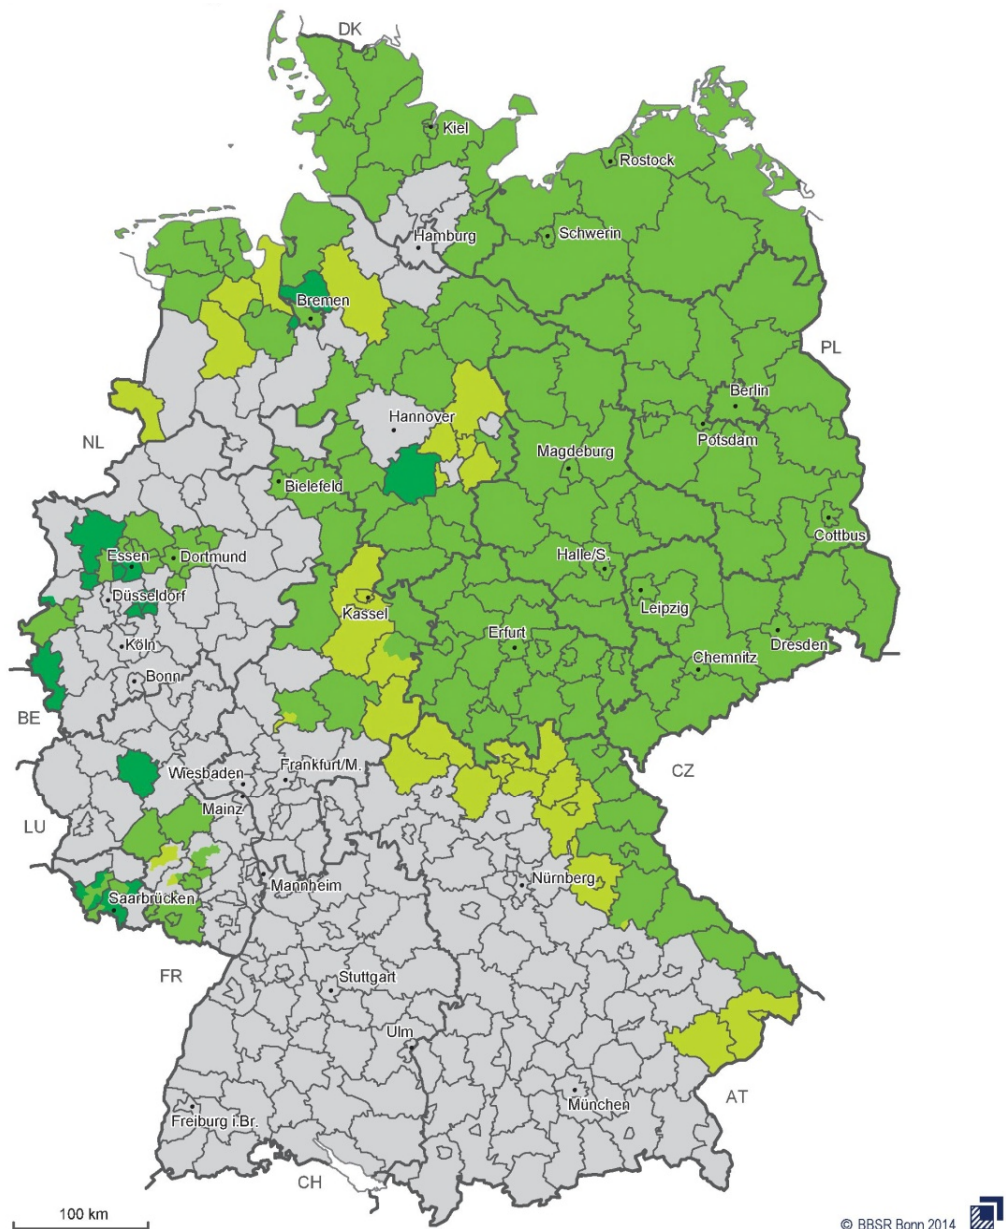 DK
Kiel
Rostock
Hamburg
Schwerin
Bremen
PL
Berlin
Hannover
NL
Potsdam
Magdeburg
Bielefeld
Cottbus
Essen
Dortmund
Halle/S.
Düsseldorf
Kassel
Leipzig
Erfurt
Dresden
Köln
Chemnitz
Bonn
BE
Wiesbaden
Frankfurt/M.
CZ
Mainz
LU
Mannheim
Nürnberg
Saarbrücken
FR
Stuttgart
Ulm
AT
München
Freiburg i.Br.
CH
100 km
© BBSR Bonn 2014